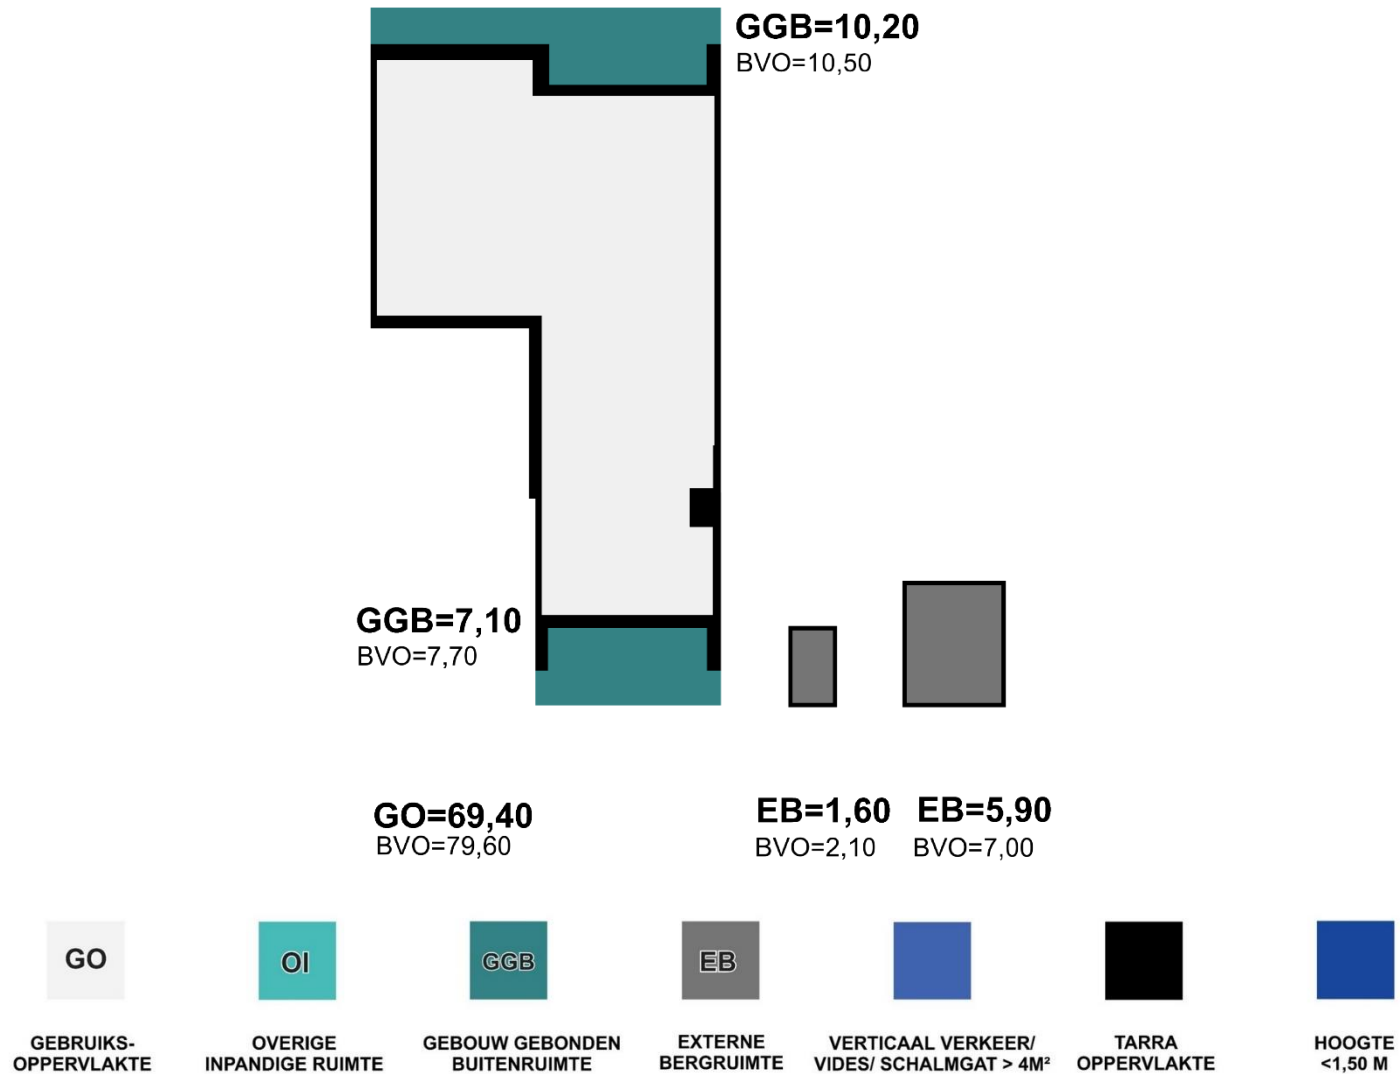 GGB=10,20
BVO=10,50
GGB=7,10
BVO=7,70
GO=69,40
BVO=79,60
EB=1,60
BVO=2,10
EB=5,90
BVO=7,00
GO
GEBRUIKS-
OPPERVLAKTE
OI
OVERIGE
INPANDIGE RUIMTE
GGB
GEBOUW GEBONDEN
BUITENRUIMTE
EB
EXTERNE
BERGRUIMTE
VERTICAAL VERKEER/
VIDES/ SCHALMGAT > 4M²
TARRA
OPPERVLAKTE
HOOGTE
<1,50 M